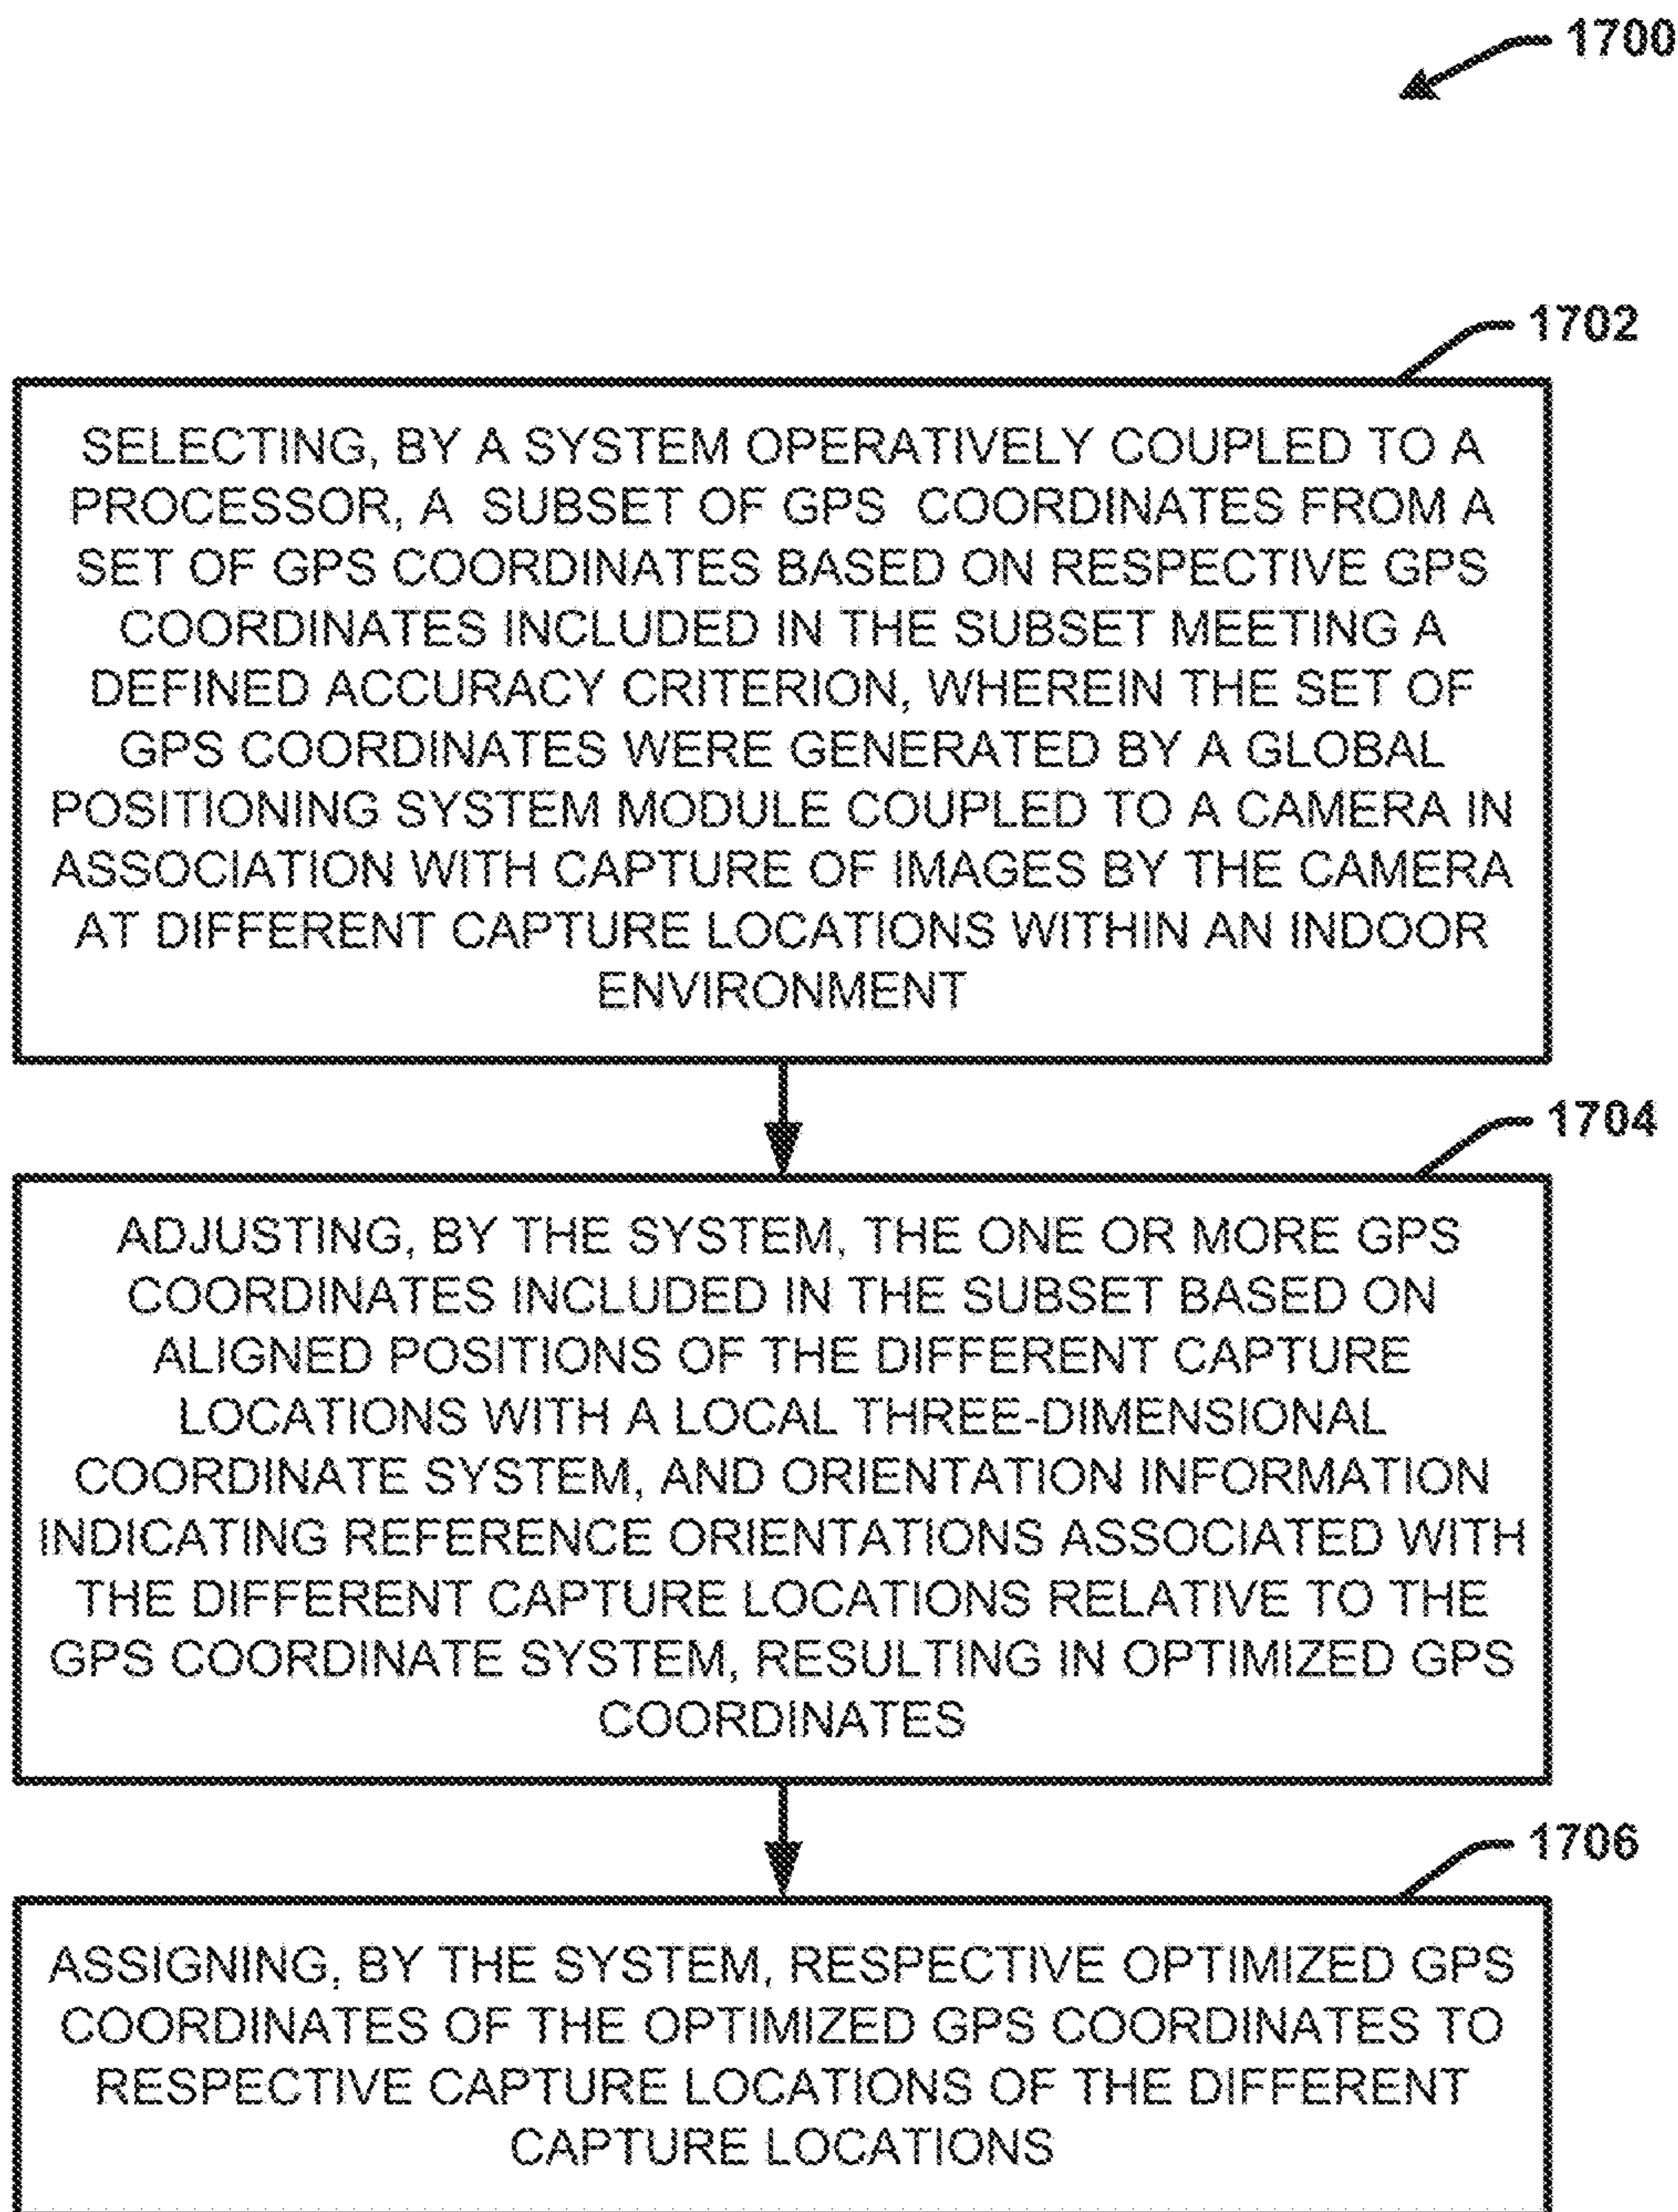 1700
1702
SELECTING, BY A SYSTEM OPERATIVELY COUPLED TO A
PROCESSOR, A SUBSET OF GPS COORDINATES FROM A
SET OF GPS COORDINATES BASED ON RESPECTIVE GPS
COORDINATES INCLUDED IN THE SUBSET MEETING A
DEFINED ACCURACY CRITERION, WHEREIN THE SET OF
GPS COORDINATES WERE GENERATED BY A GLOBAL
POSITIONING SYSTEM MODULE COUPLED TO A CAMERA IN
ASSOCIATION WITH CAPTURE OF IMAGES BY THE CAMERA
AT DIFFERENT CAPTURE LOCATIONS WITHIN AN INDOOR
ENVIRONMENT
1704
ADJUSTING, BY THE SYSTEM, THE ONE OR MORE GPS
COORDINATES INCLUDED IN THE SUBSET BASED ON
ALIGNED POSITIONS OF THE DIFFERENT CAPTURE
LOCATIONS WITH A LOCAL THREE-DIMENSIONAL
COORDINATE SYSTEM, AND ORIENTATION INFORMATION
INDICATING REFERENCE ORIENTATIONS ASSOCIATED WITH
THE DIFFERENT CAPTURE LOCATIONS RELATIVE TO THE
GPS COORDINATE SYSTEM, RESULTING IN OPTIMIZED GPS
COORDINATES
1706
ASSIGNING, BY THE SYSTEM, RESPECTIVE OPTIMIZED GPS
COORDINATES OF THE OPTIMIZED GPS COORDINATES TO
RESPECTIVE CAPTURE LOCATIONS OF THE DIFFERENT
CAPTURE LOCATIONS